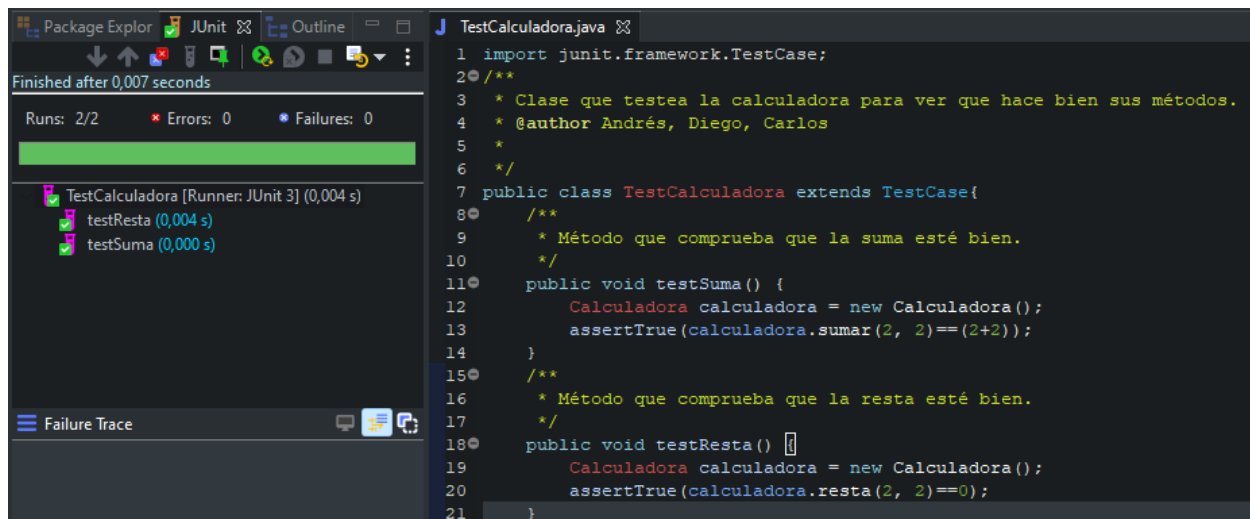 Package Explor JUnit Outline
Finished after 0,007 seconds
Runs: 2/2 Errors: 0 Failures: 0
TestCalculadora [Runner: JUnit 3] (0,004 s)
testResta (0,004 s)
testSuma (0,000 s)
Failure Trace
TestCalculadora.java
1 import junit.framework.TestCase;
2 /**
3 * Clase que testea la calculadora para ver que hace bien sus métodos.
4 * @author Andrés, Diego, Carlos
5 *
6 */
7 public class TestCalculadora extends TestCase{
8 /**
9 * Método que comprueba que la suma esté bien.
10 */
11 public void testSuma() {
12 Calculadora calculadora = new Calculadora();
13 assertTrue(calculadora.sumar(2, 2)==(2+2));
14 }
15 /**
16 * Método que comprueba que la resta esté bien.
17 */
18 public void testResta() {
19 Calculadora calculadora = new Calculadora();
20 assertTrue(calculadora.resta(2, 2)==0);
21 }